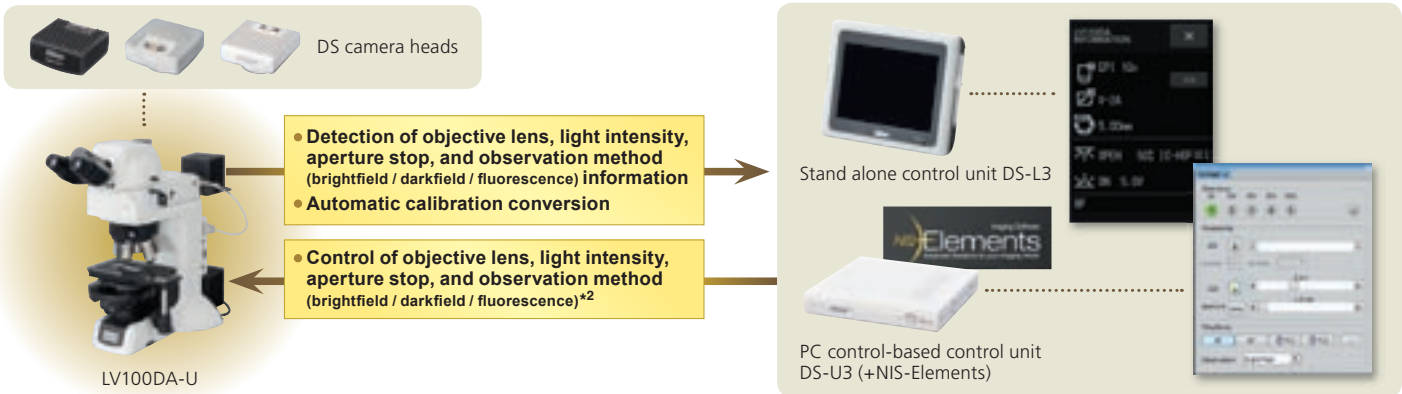 DS camera heads
• Detection of objective lens, light intensity,
aperture stop, and observation method
(brightfield / darkfield / fluorescence) information
• Automatic calibration conversion
• Control of objective lens, light intensity,
aperture stop, and observation method
(brightfield / darkfield / fluorescence)*2
LV100DA-U
Stand alone control unit DS-L3
NIS-Elements
PC control-based control unit
DS-U3 (+NIS-Elements)